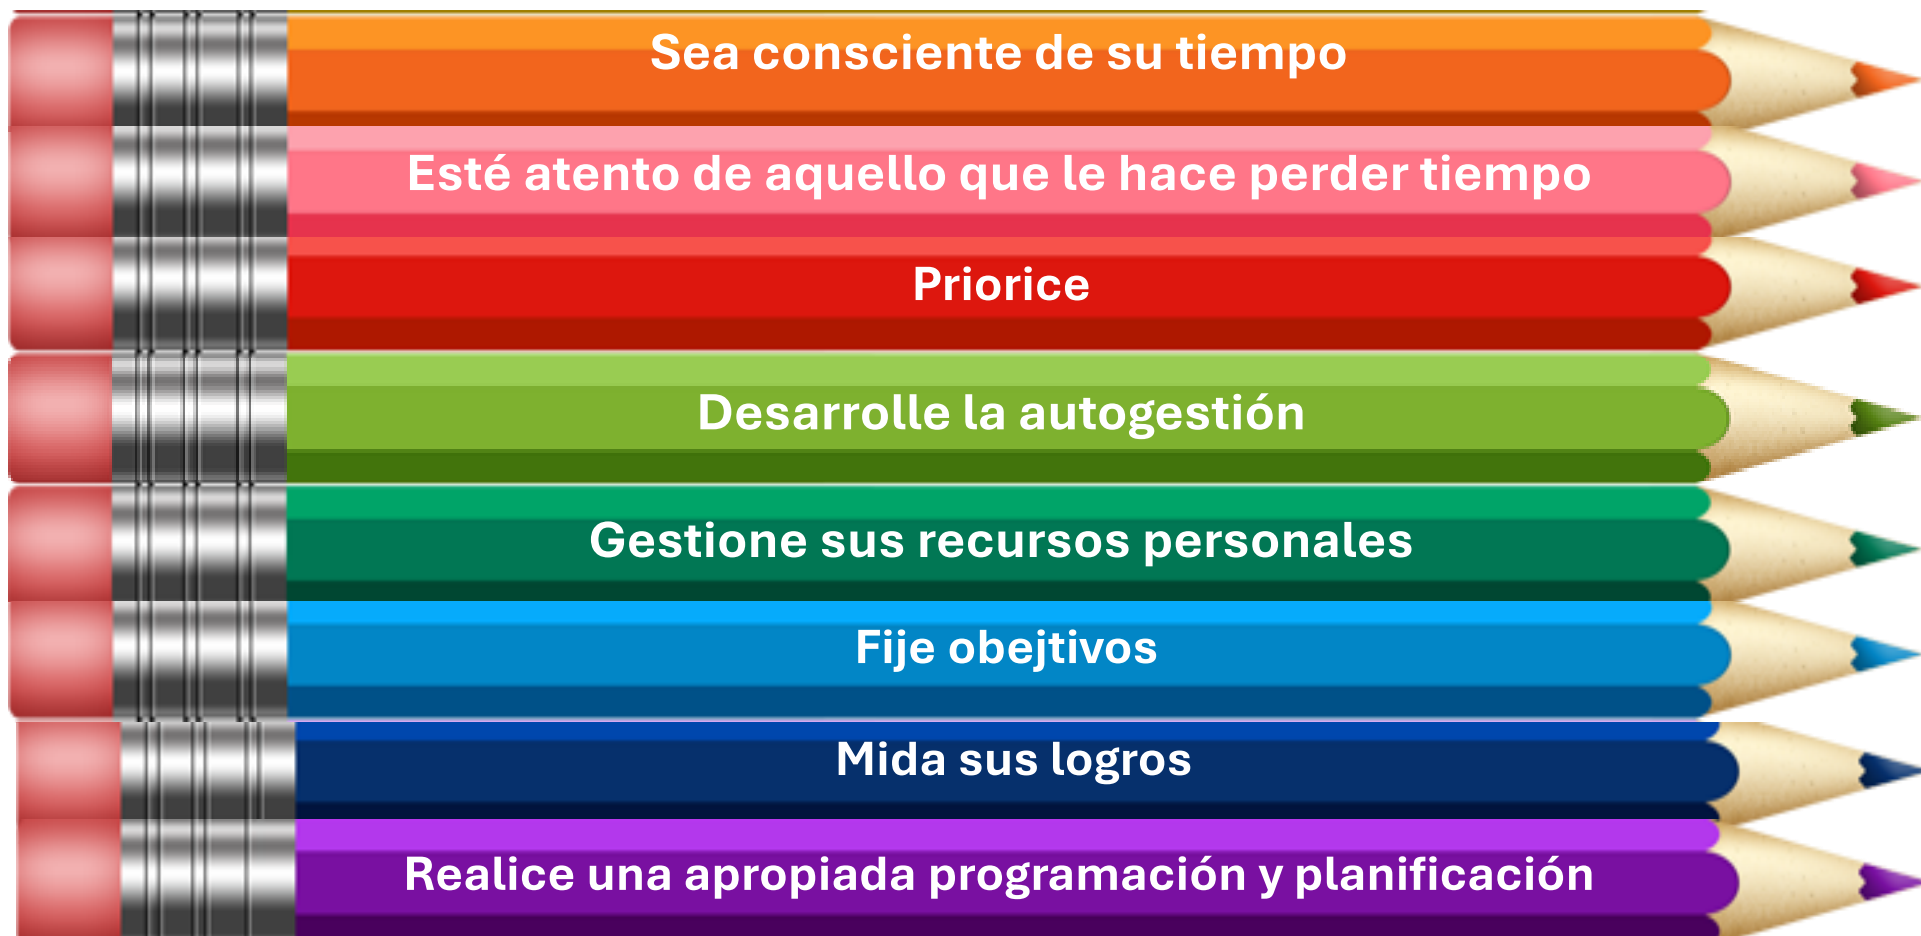 Sea consciente de su tiempo
Esté atento de aquello que le hace perder tiempo
Priorice
Desarrolle la autogestión
Gestione sus recursos personales
Fije obejtivos
Mida sus logros
Realice una apropiada programación y planificación